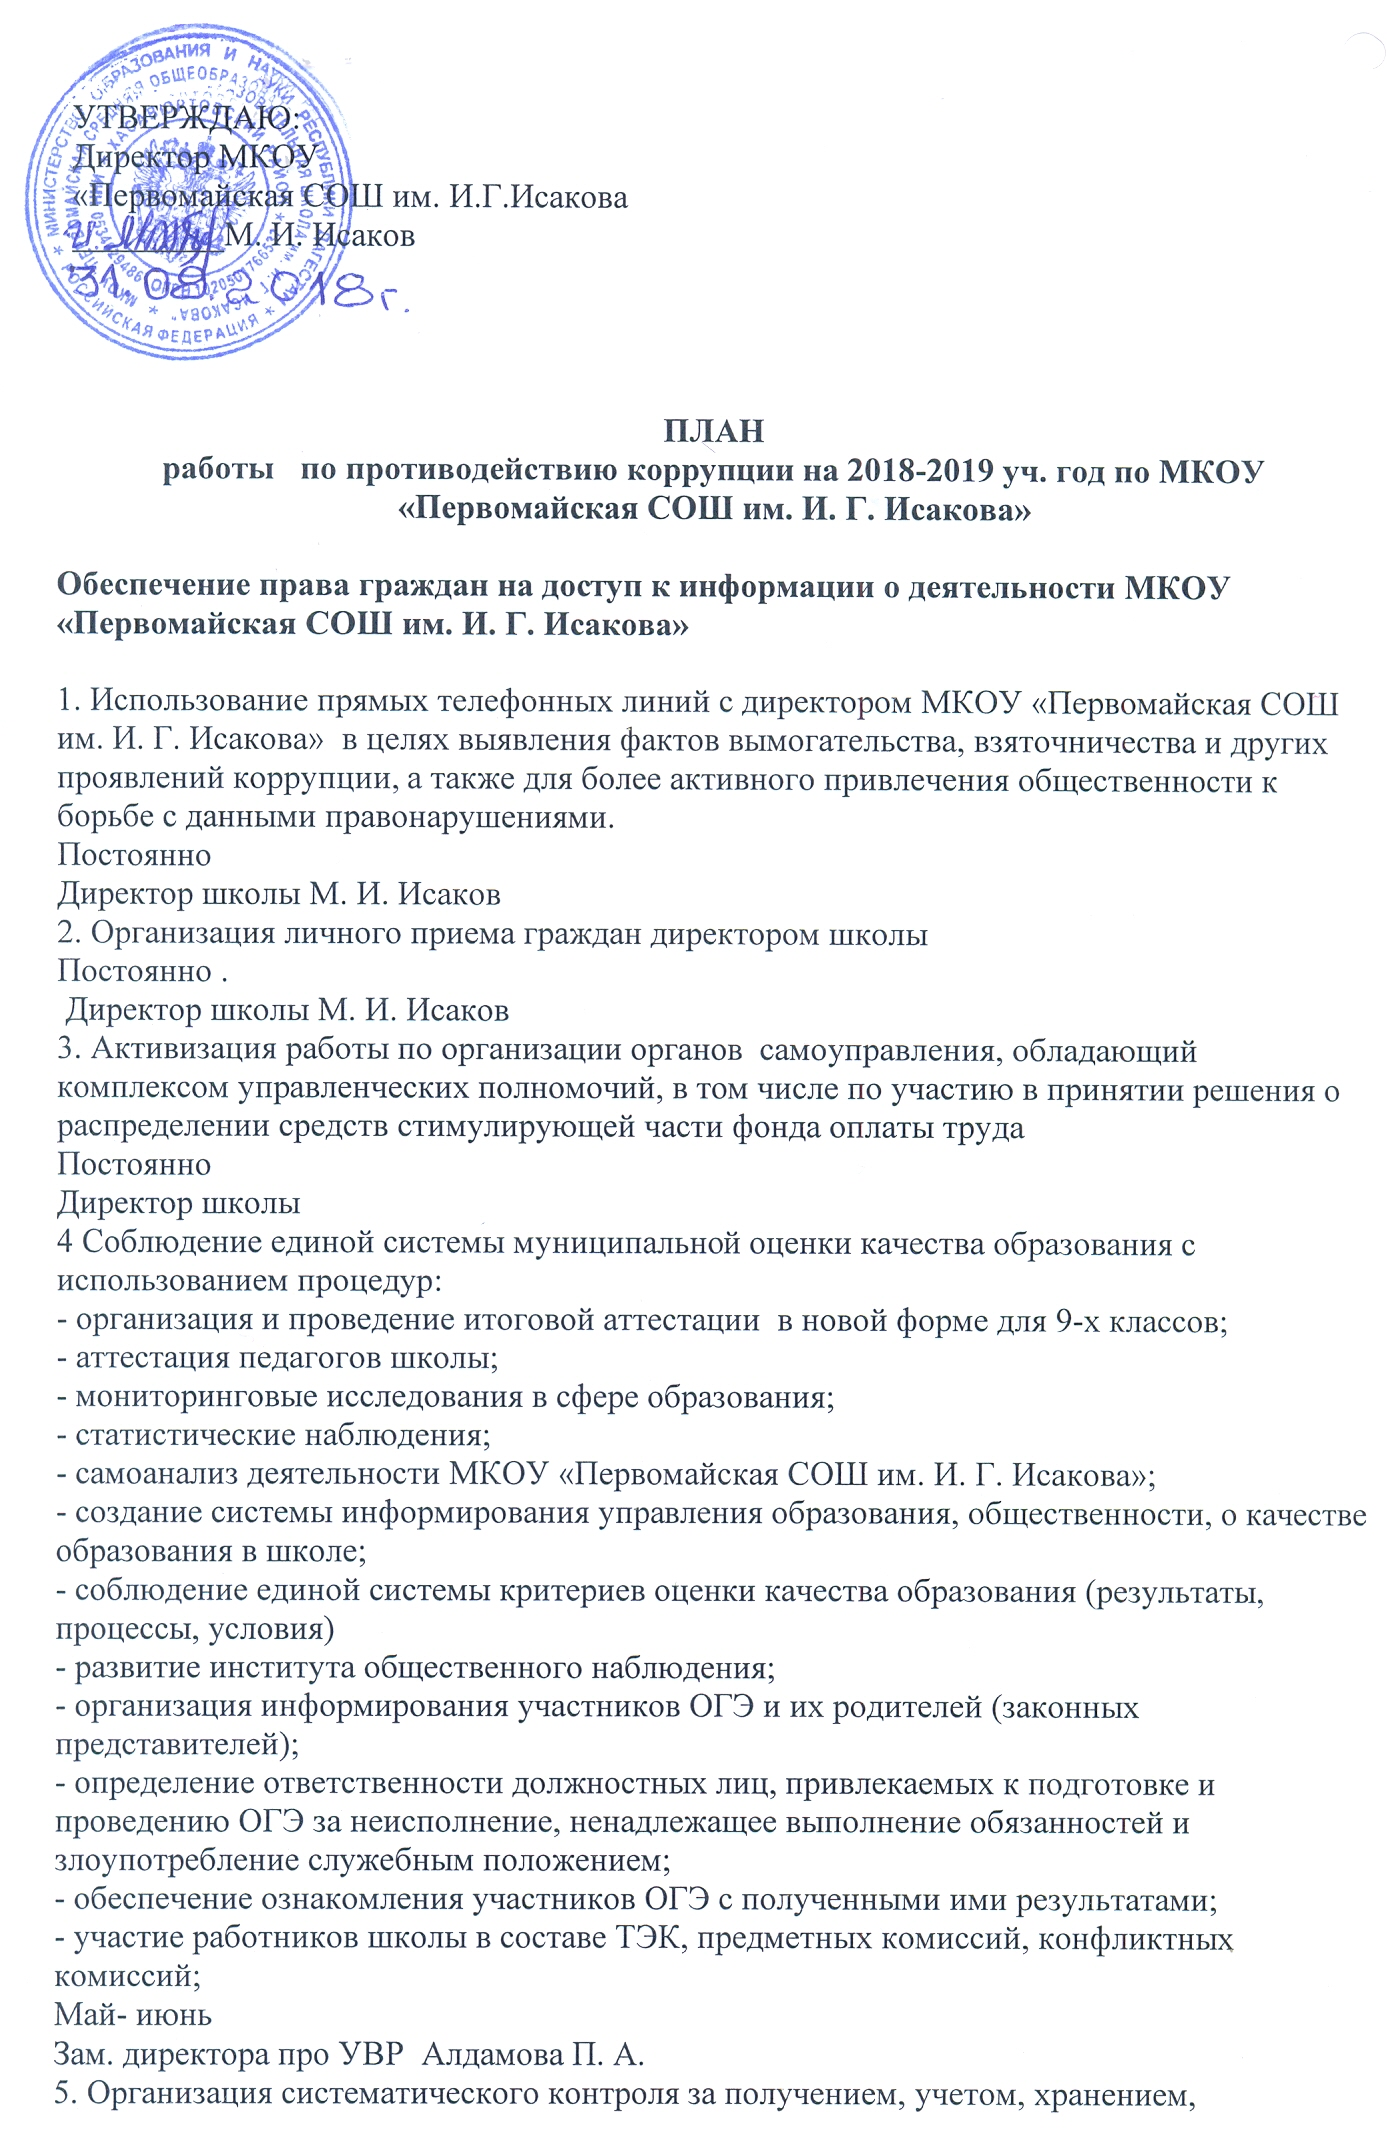 УТВЕРЖДАЮ:
Директор МКОУ
«Первомайская СОШ им. И.Г.Исакова
М. И. Исаков
31.08.2018г.
МИНИСТЕРСТВО ОБРАЗОВАНИЯ И НАУКИ РЕСПУБЛИКИ ДАГЕСТАН
РОССИЙСКАЯ ФЕДЕРАЦИЯ
ПЛАН
работы по противодействию коррупции на 2018-2019 уч. год по МКОУ
«Первомайская СОШ им. И. Г. Исакова»
Обеспечение права граждан на доступ к информации о деятельности МКОУ
«Первомайская СОШ им. И. Г. Исакова»
1. Использование прямых телефонных линий с директором МКОУ «Первомайская СОШ
им. И. Г. Исакова» в целях выявления фактов вымогательства, взяточничества и других
проявлений коррупции, а также для более активного привлечения общественности к
борьбе с данными правонарушениями.
Постоянно
Директор школы М. И. Исаков
2. Организация личного приема граждан директором школы
Постоянно .
Директор школы М. И. Исаков
3. Активизация работы по организации органов самоуправления, обладающий
комплексом управленческих полномочий, в том числе по участию в принятии решения о
распределении средств стимулирующей части фонда оплаты труда
Постоянно
Директор школы
4 Соблюдение единой системы муниципальной оценки качества образования с
использованием процедур:
- организация и проведение итоговой аттестации в новой форме для 9-х классов;
- аттестация педагогов школы;
- мониторинговые исследования в сфере образования;
- статистические наблюдения;
- самоанализ деятельности МКОУ «Первомайская СОШ им. И. Г. Исакова»;
- создание системы информирования управления образования, общественности, о качестве
образования в школе;
- соблюдение единой системы критериев оценки качества образования (результаты,
процессы, условия)
- развитие института общественного наблюдения;
- организация информирования участников ОГЭ и их родителей (законных
представителей);
- определение ответственности должностных лиц, привлекаемых к подготовке и
проведению ОГЭ за неисполнение, ненадлежащее выполнение обязанностей и
злоупотребление служебным положением;
- обеспечение ознакомления участников ОГЭ с полученными ими результатами;
- участие работников школы в составе ТЭК, предметных комиссий, конфликтных
комиссий;
Май- июнь
Зам. директора про УВР Алдамова П. А.
5. Организация систематического контроля за получением, учетом, хранением,